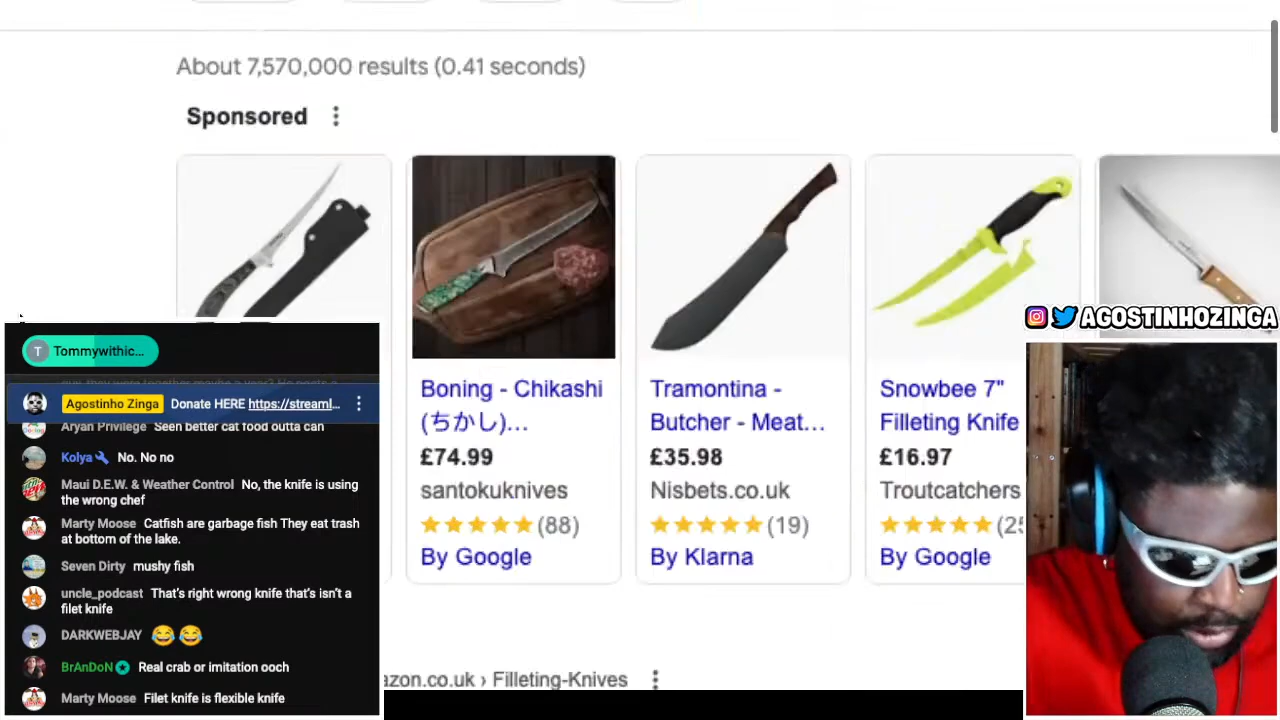 About 7,570,000 results (0.41 seconds)
Sponsored
Boning - Chikashi
(ちかし)...
£74.99
santokuknives
(88)
By Google
Tramontina -
Butcher - Meat...
£35.98
Nisbets.co.uk
(19)
By Klarna
Snowbee 7"
Filleting Knife
£16.97
Troutcatchers
(25
By Google
azon.co.uk › Filleting-Knives
AGOSTINHOZINGA
T Tommywithic...
Agostinho Zinga Donate HERE https://streaml...
Aryan Privilege Seen better cat food outta can
Kolya No. No no
Maui D.E.W. & Weather Control No, the knife is using
the wrong chef
Marty Moose Catfish are garbage fish They eat trash
at bottom of the lake.
Seven Dirty mushy fish
uncle_podcast That's right wrong knife that's isn't a
filet knife
DARKWEBJAY 😂😂
BrAnDoN Real crab or imitation ooch
Marty Moose Filet knife is flexible knife